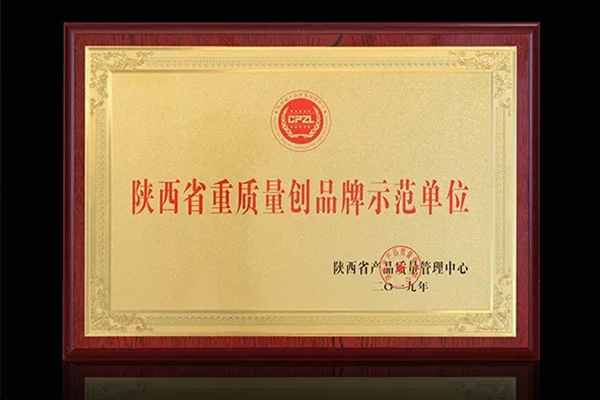 CPZL
陕西省重质量创品牌示范单位
陕西省产品质量管理中心
二〇一九年